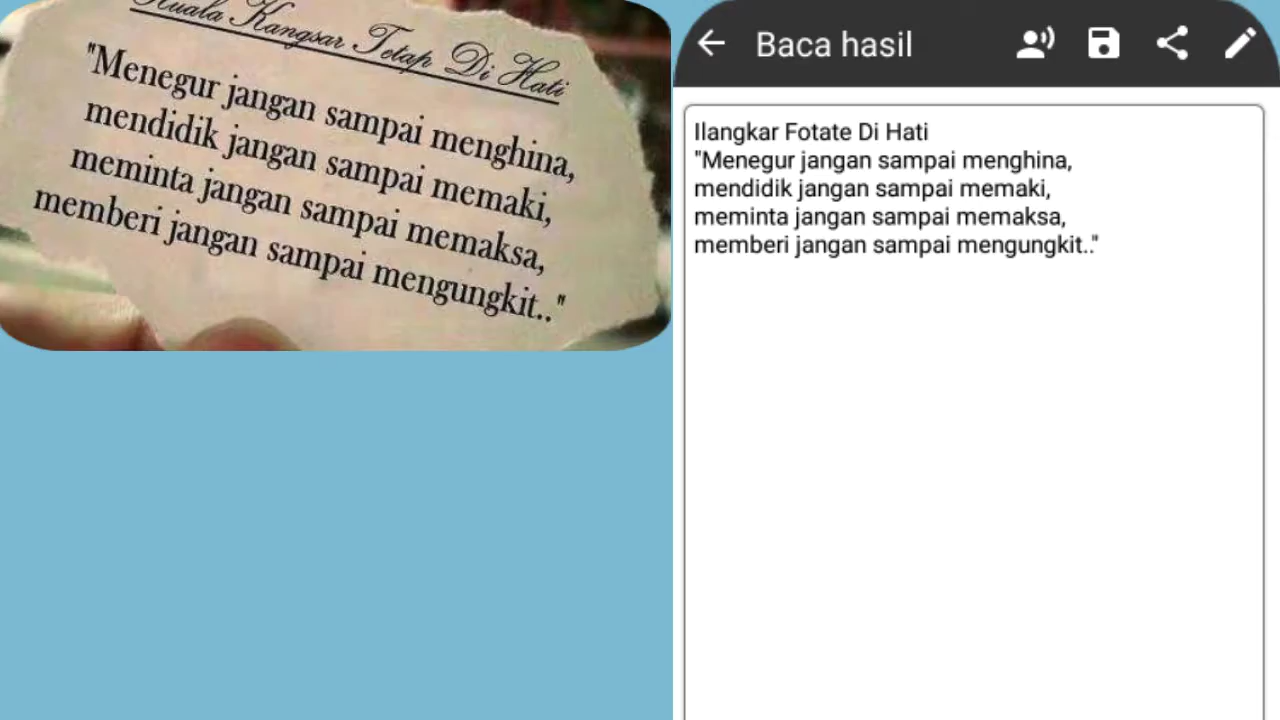 Kuala Kangsar Tetap Di Hati
"Menegur jangan sampai menghina,
mendidik jangan sampai memaki,
meminta jangan sampai memaksa,
memberi jangan sampai mengungkit.."
Baca hasil
Ilangkar Fotate Di Hati
"Menegur jangan sampai menghina,
mendidik jangan sampai memaki,
meminta jangan sampai memaksa,
memberi jangan sampai mengungkit.."